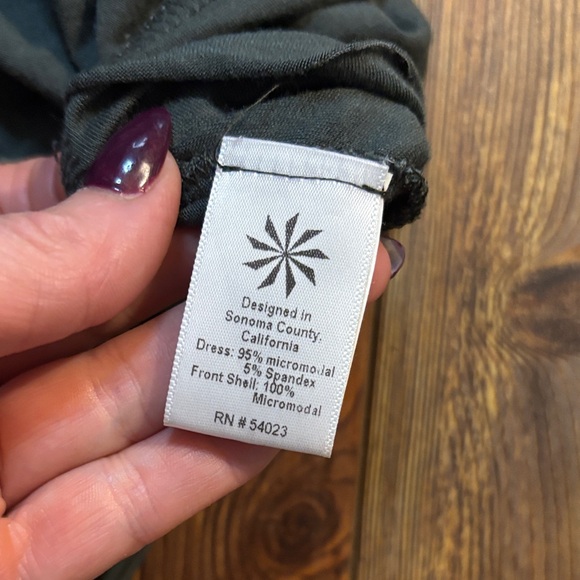 Designed in
Sonoma County,
California
Dress: 95% micromodal
5% Spandex
Front Shell: 100%
Micromodal
RN # 54023